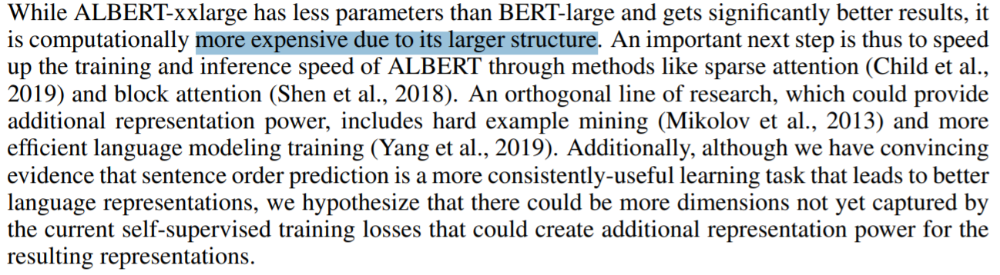 While ALBERT-xxlarge has less parameters than BERT-large and gets significantly better results, it
is computationally more expensive due to its larger structure. An important next step is thus to speed
up the training and inference speed of ALBERT through methods like sparse attention (Child et al.,
2019) and block attention (Shen et al., 2018). An orthogonal line of research, which could provide
additional representation power, includes hard example mining (Mikolov et al., 2013) and more
efficient language modeling training (Yang et al., 2019). Additionally, although we have convincing
evidence that sentence order prediction is a more consistently-useful learning task that leads to better
language representations, we hypothesize that there could be more dimensions not yet captured by
the current self-supervised training losses that could create additional representation power for the
resulting representations.